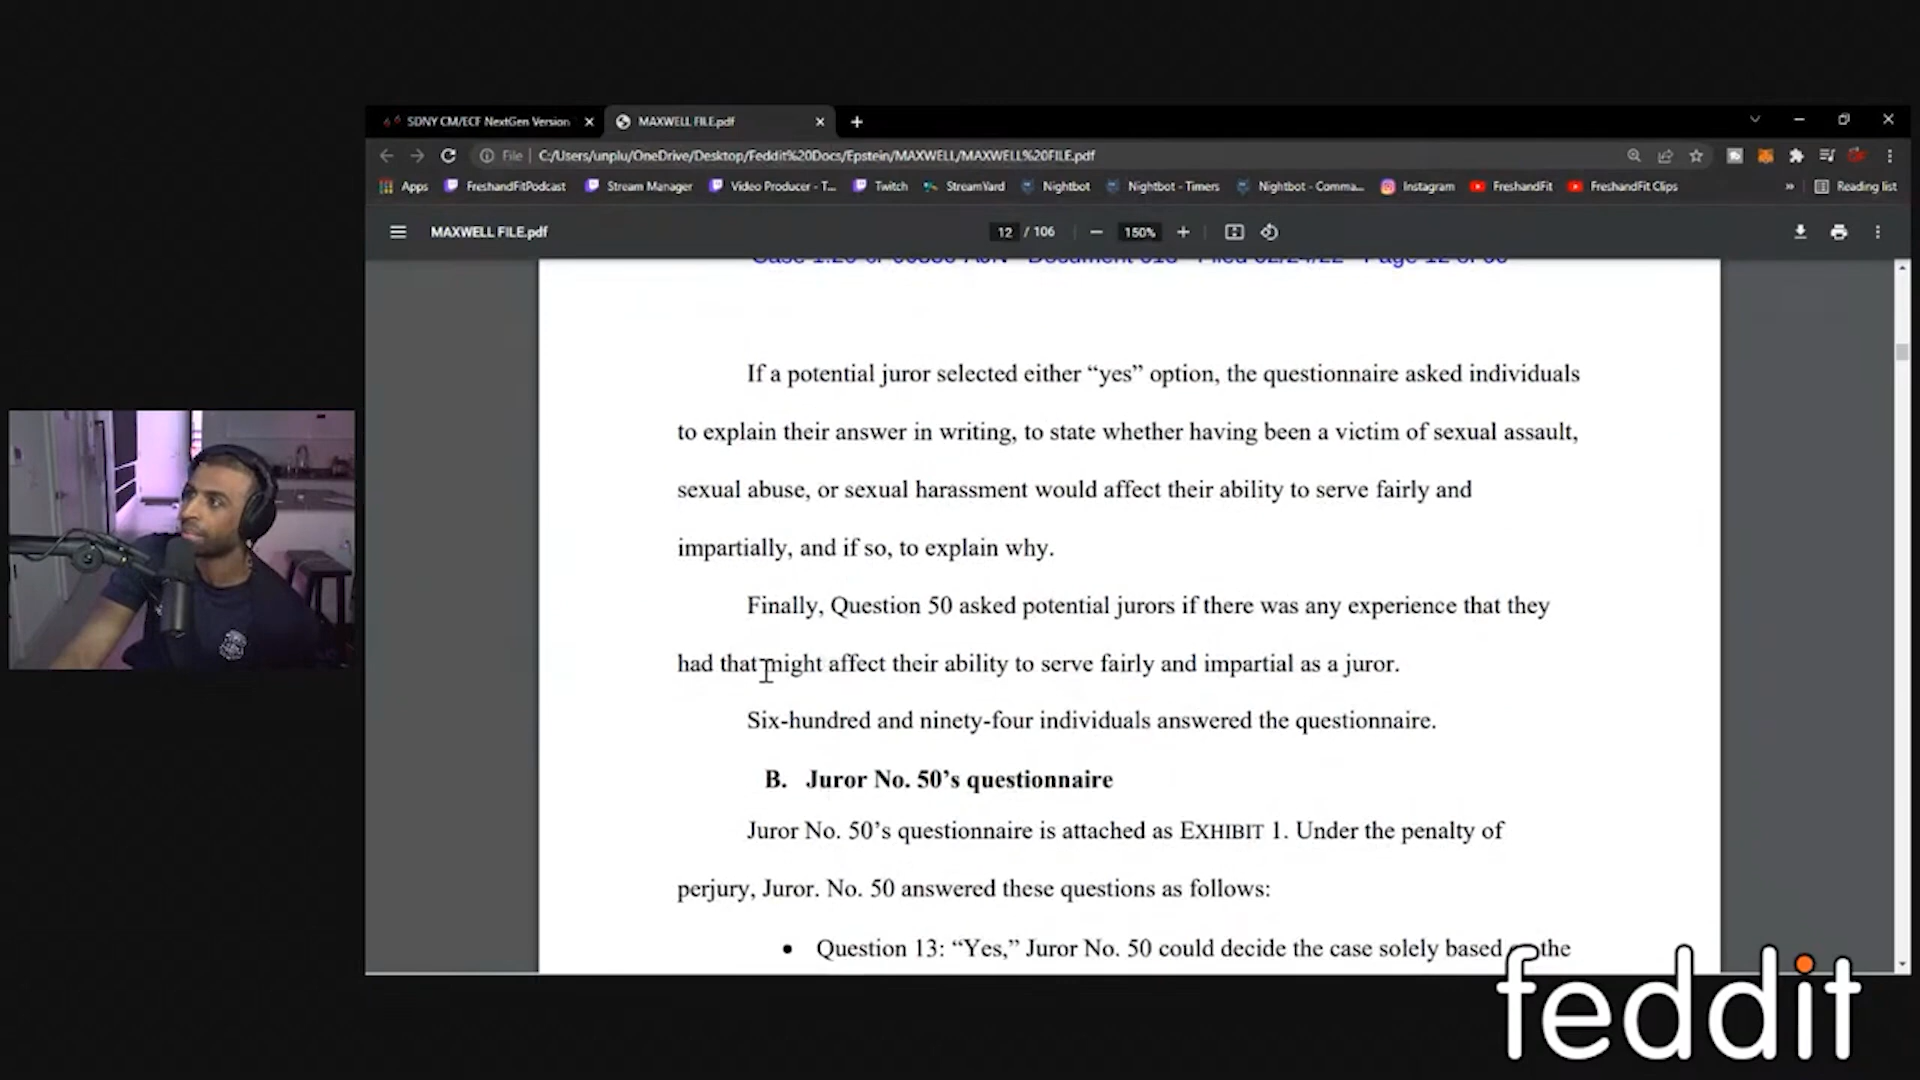 SDNY CM/ECF NextGen Version
MAXWELL FILE.pdf
File
C:/Users/unplu/OneDrive/Desktop/Feddit%20Docs/Epstein/MAXWELL/MAXWELL%20FILE.pdf
Apps FreshandFitPodcast Stream Manager Video Producer - T... Twitch StreamYard Nightbot Nightbot - Timers Nightbot - Comma... Instagram FreshandFit FreshandFit Clips » Reading list
MAXWELL FILE.pdf 12 / 106 — 150% +
If a potential juror selected either “yes” option, the questionnaire asked individuals
to explain their answer in writing, to state whether having been a victim of sexual assault,
sexual abuse, or sexual harassment would affect their ability to serve fairly and
impartially, and if so, to explain why.
Finally, Question 50 asked potential jurors if there was any experience that they
had that might affect their ability to serve fairly and impartial as a juror.
Six-hundred and ninety-four individuals answered the questionnaire.
B. Juror No. 50’s questionnaire
Juror No. 50’s questionnaire is attached as EXHIBIT 1. Under the penalty of
perjury, Juror. No. 50 answered these questions as follows:
• Question 13: “Yes,” Juror No. 50 could decide the case solely based the
feddit